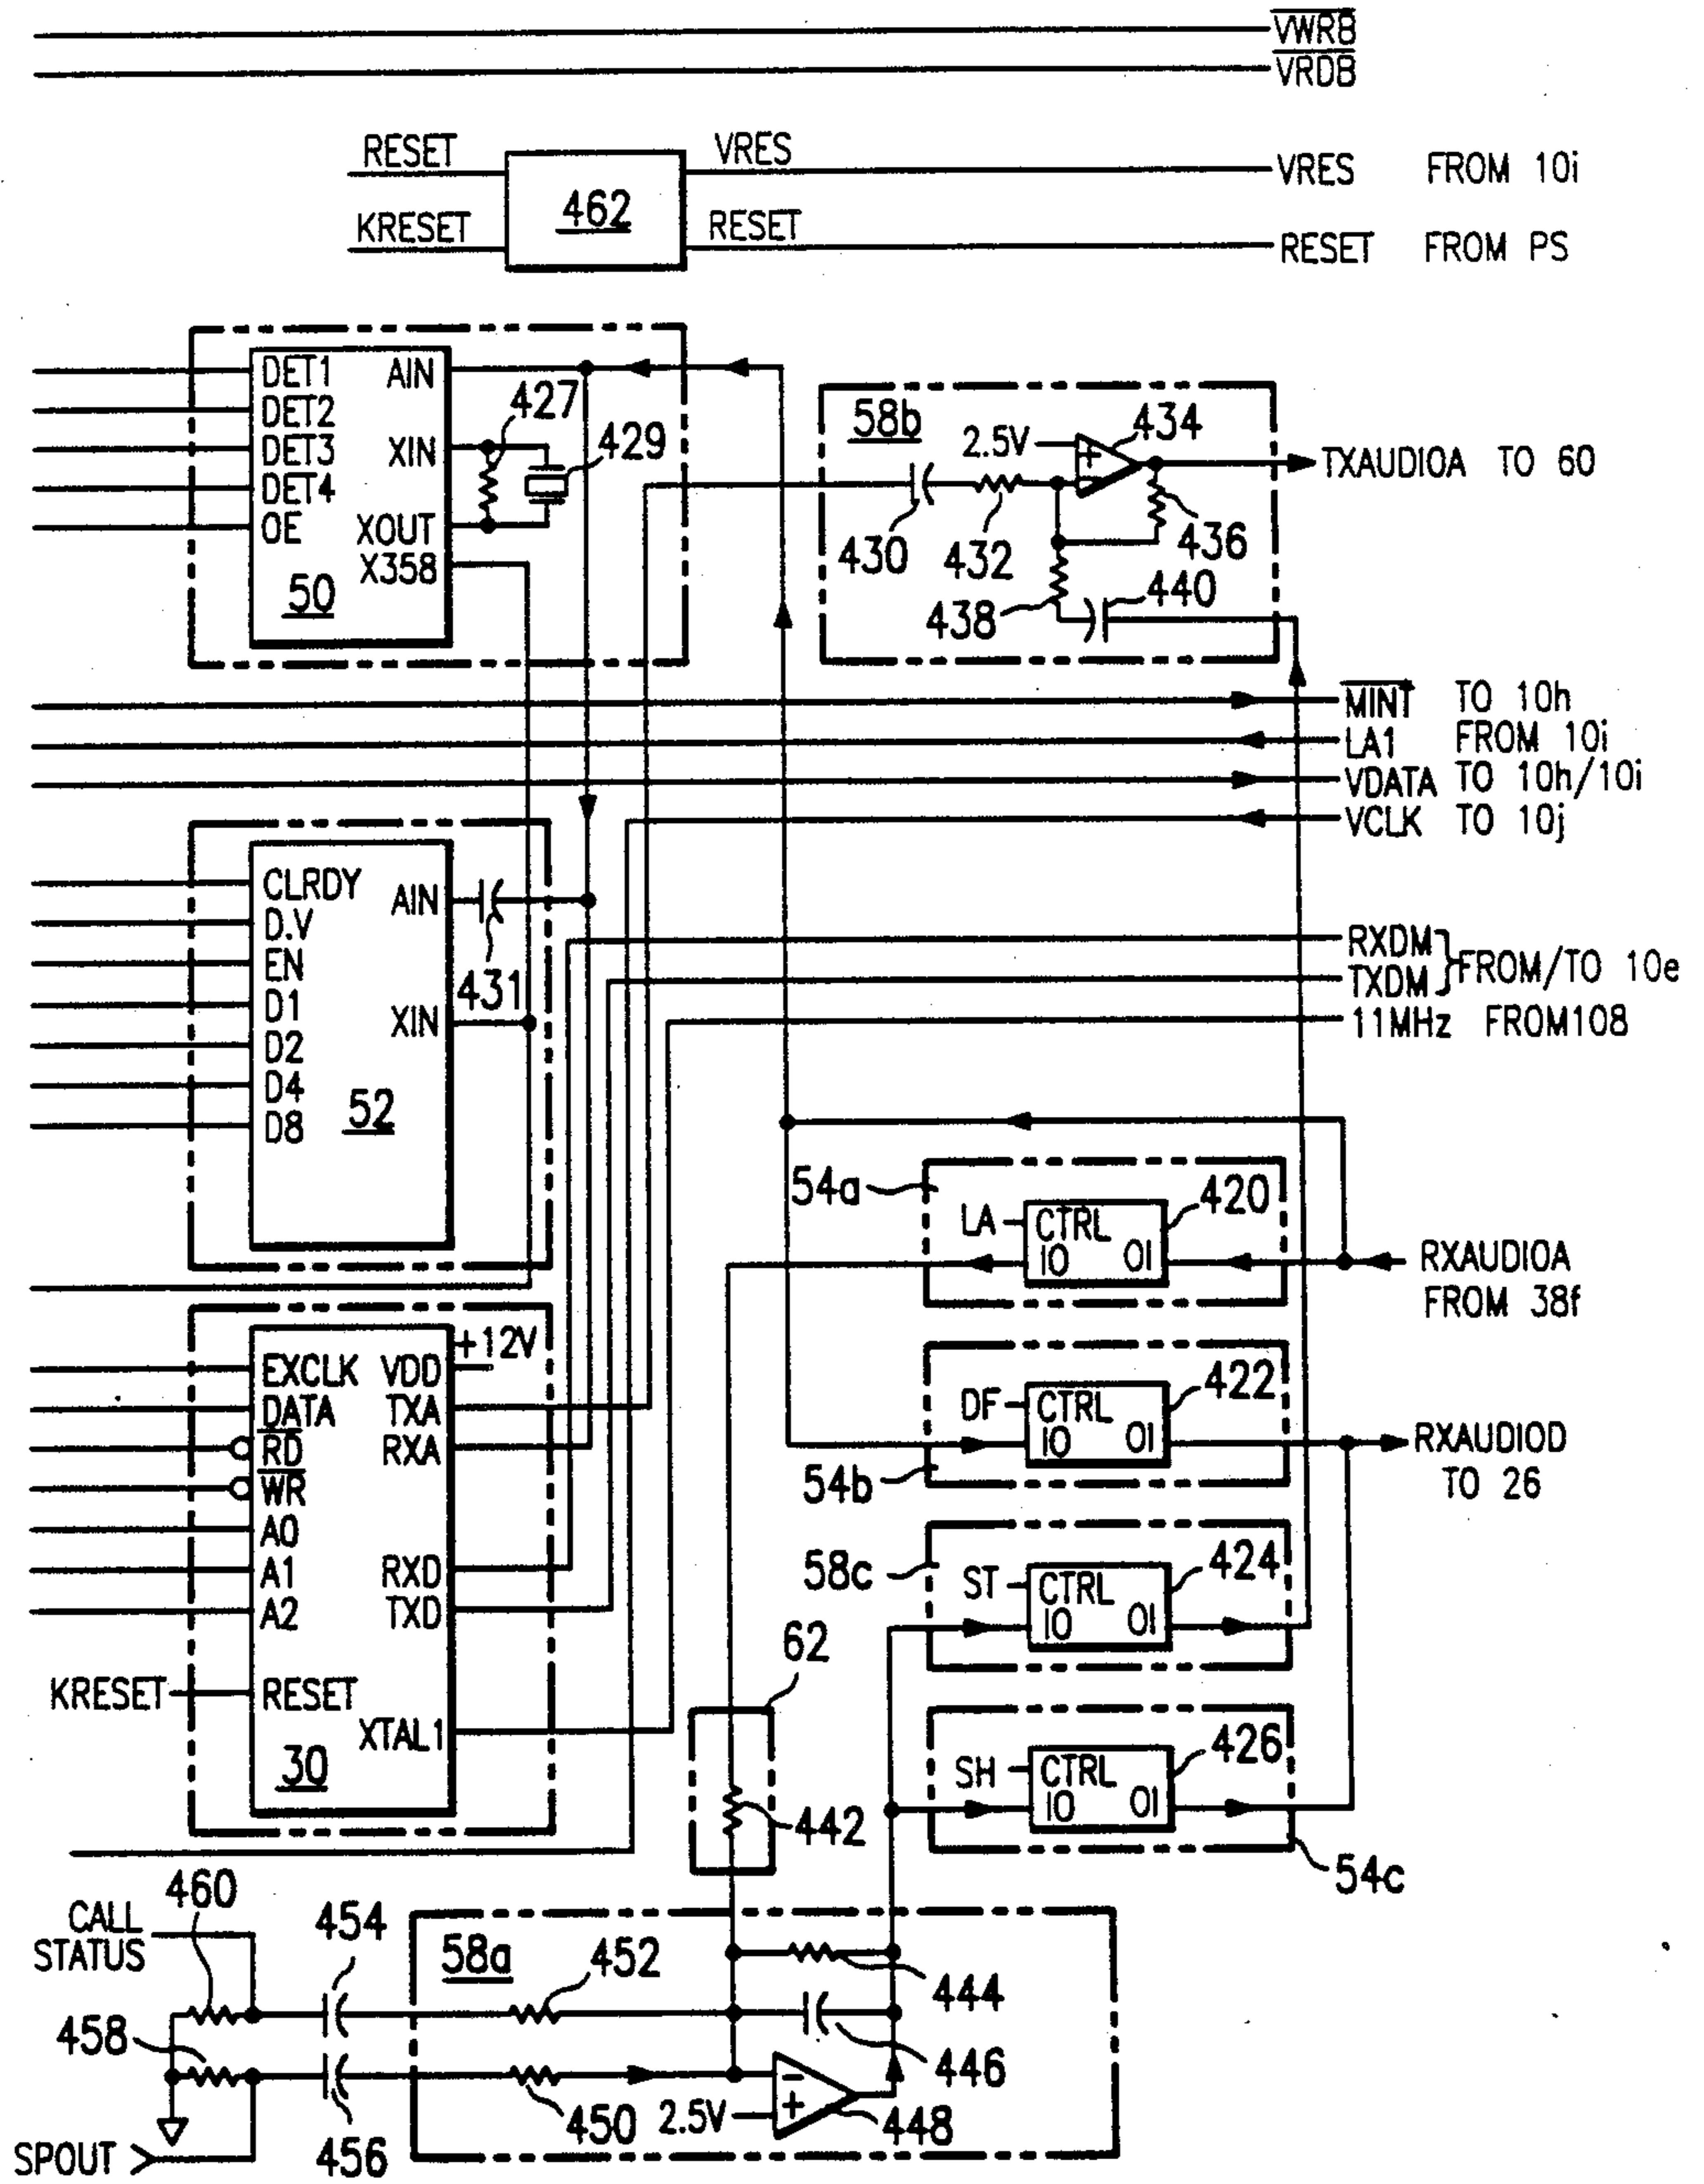 VWR8
VRD8
RESET VRES VRES FROM 10i
462
KRESET RESET RESET FROM PS
DET1 AIN
DET2
DET3 XIN
DET4
OE XOUT
X358
50
427
429
58b
2.5V
434
TXAUDIOA TO 60
430 432 436
438 440
MINT TO 10h
LA1 FROM 10i
VDATA TO 10h/10i
VCLK TO 10j
CLRDY AIN
D.V
EN
431
D1 XIN
D2
D4
D8
52
RXDM
TXDM
FROM/TO 10e
11MHz FROM108
54a
LA CTRL 420
IO OI
RXAUDIOA
FROM 38f
+12V
EXCLK VDD
DATA TXA
RD RXA
WR
A0
A1 RXD
A2 TXD
KRESET RESET
XTAL1
30
DF CTRL 422
IO OI
54b
RXAUDIOD
TO 26
58c
ST CTRL 424
IO OI
62
SH CTRL 426
IO OI
442
54c
460
CALL
STATUS
454
58a
452
444
458
446
450
2.5V
448
SPOUT
456